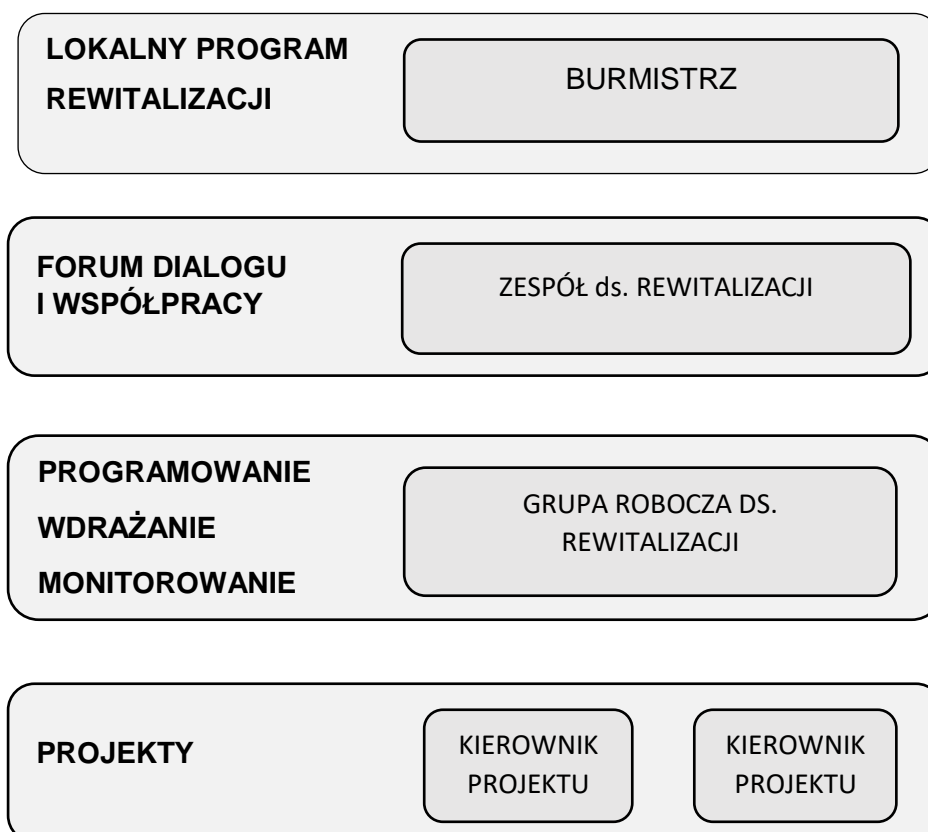 LOKALNY PROGRAM
REWITALIZACJI
BURMISTRZ
FORUM DIALOGU
I WSPÓŁPRACY
ZESPÓŁ ds. REWITALIZACJI
PROGRAMOWANIE
WDRAŻANIE
MONITOROWANIE
GRUPA ROBOCZA DS.
REWITALIZACJI
PROJEKTY
KIEROWNIK
PROJEKTU
KIEROWNIK
PROJEKTU